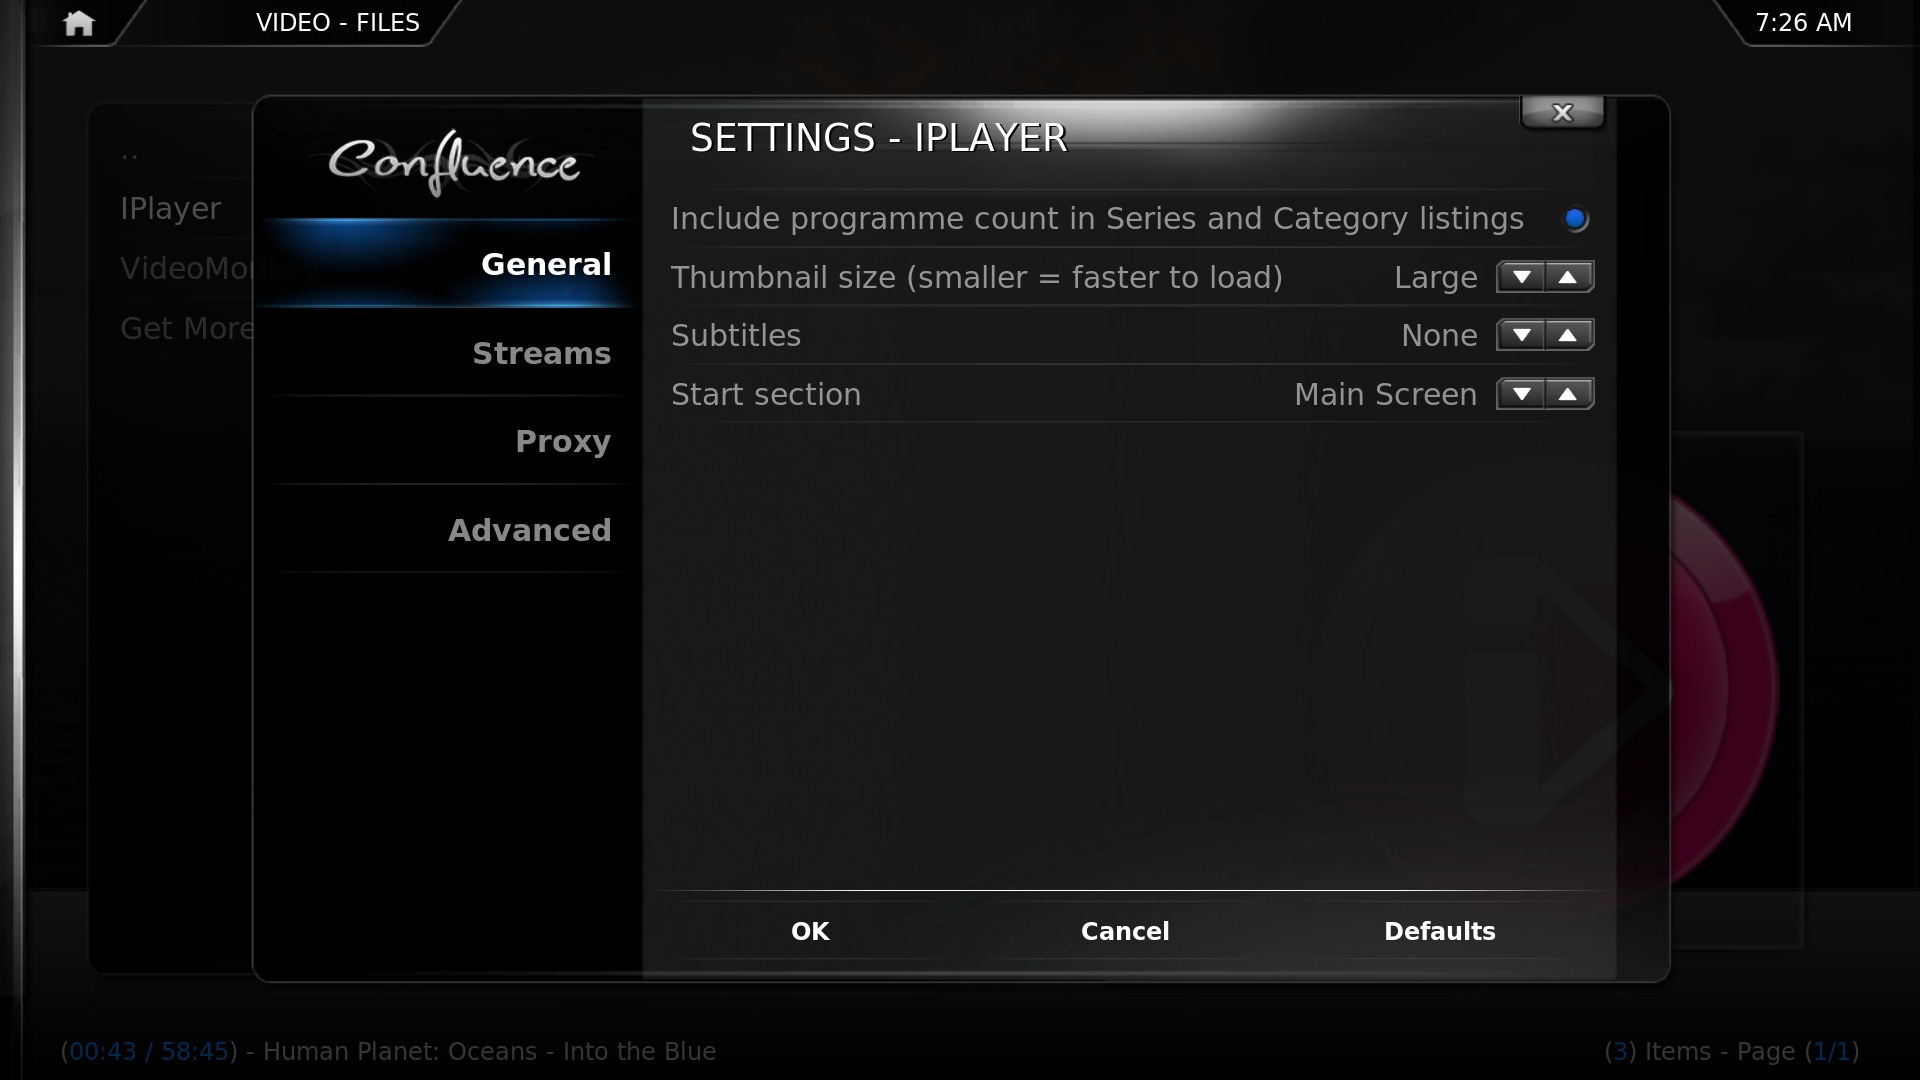 VIDEO - FILES
7:26 AM
..
IPlayer
VideoMonkey
Get More...
Confluence
General
Streams
Proxy
Advanced
SETTINGS - IPLAYER
x
Include programme count in Series and Category listings
Thumbnail size (smaller = faster to load) Large
Subtitles None
Start section Main Screen
OK Cancel Defaults
(00:43 / 58:45) - Human Planet: Oceans - Into the Blue
(3) Items - Page (1/1)